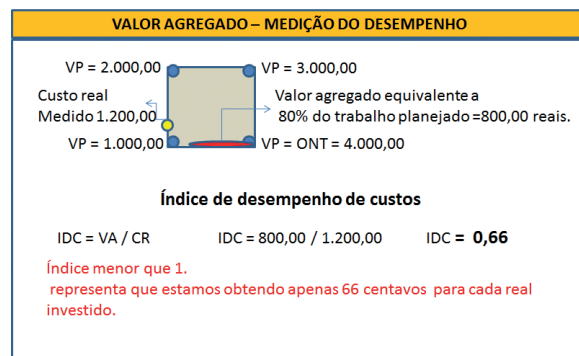 VALOR AGREGADO – MEDIÇÃO DO DESEMPENHO
VP = 2.000,00
VP = 3.000,00
Custo real
Medido 1.200,00
Valor agregado equivalente a
80% do trabalho planejado =800,00 reais.
VP = 1.000,00
VP = ONT = 4.000,00
Índice de desempenho de custos
IDC = VA / CR IDC = 800,00 / 1.200,00 IDC = 0,66
Índice menor que 1.
representa que estamos obtendo apenas 66 centavos para cada real
investido.